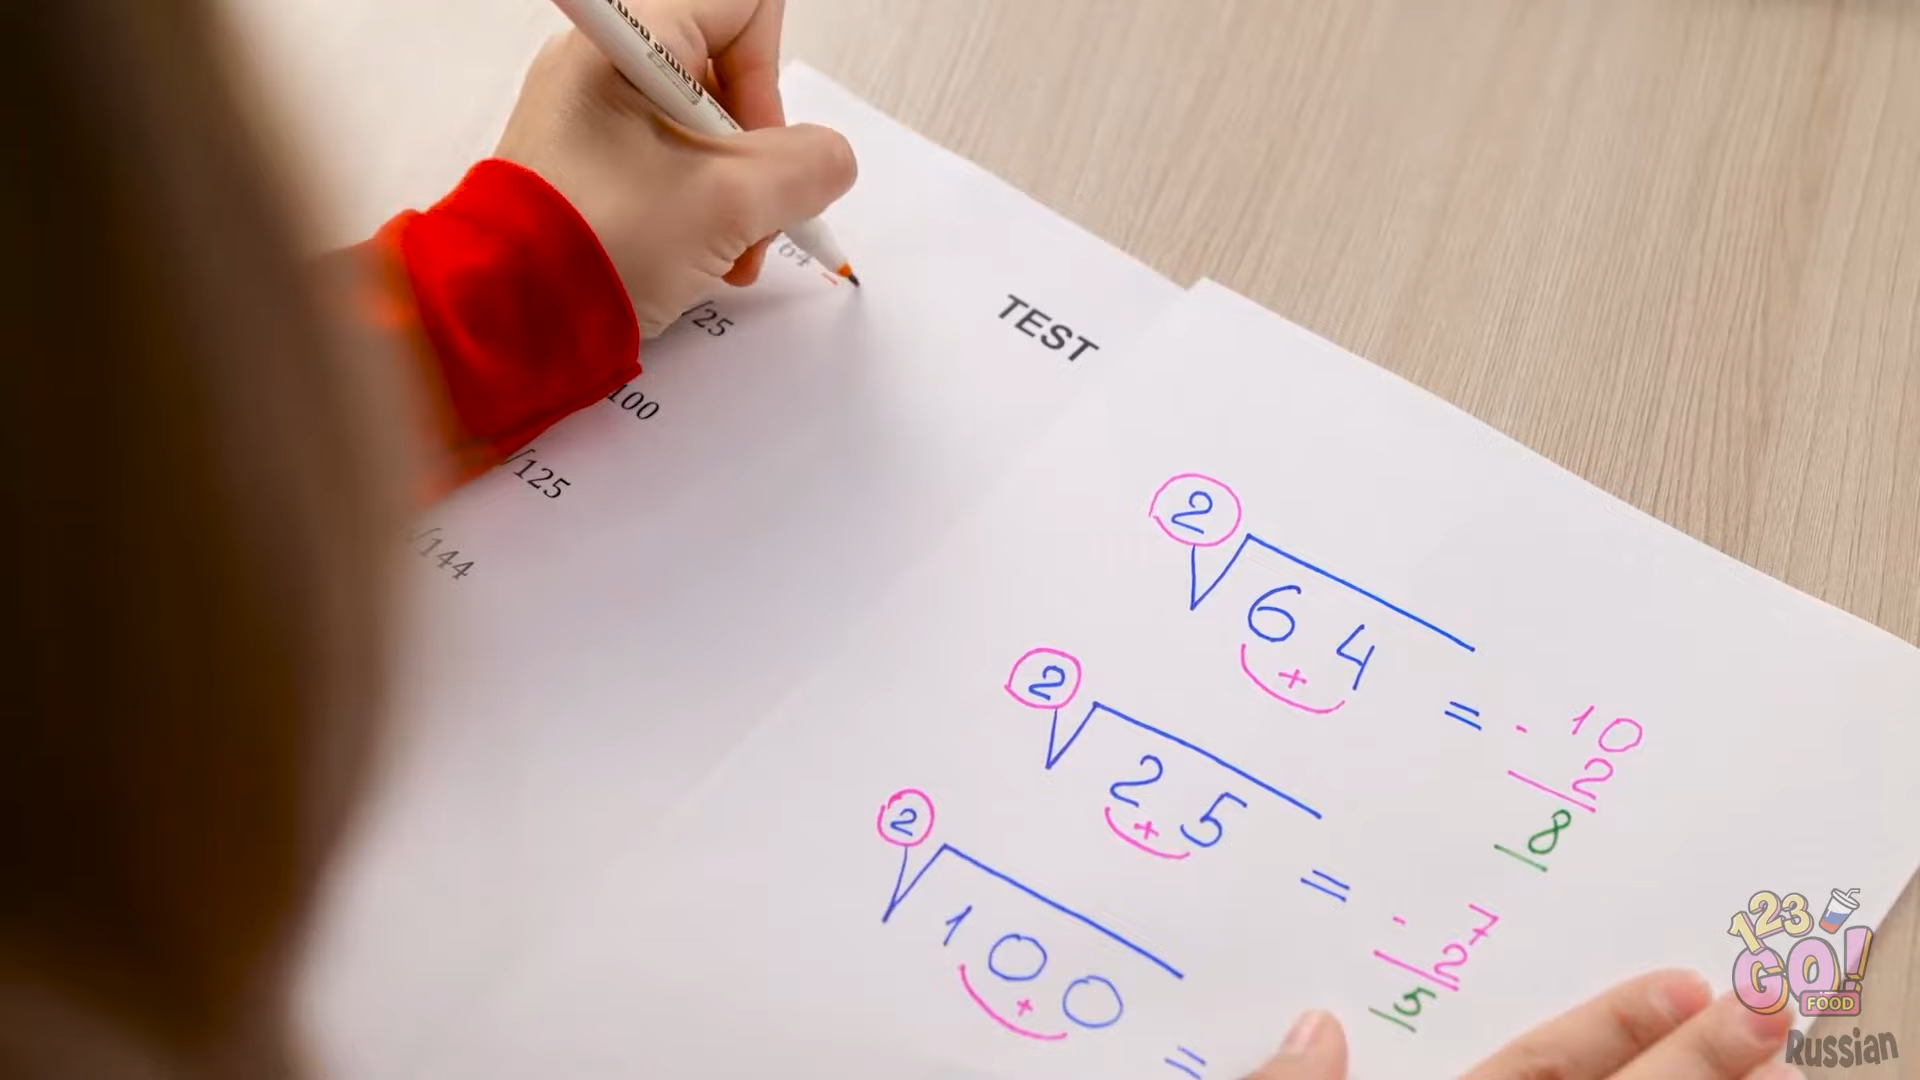 TEST
64 =
√25
100
√125
√144
2√64 = - 10
+
2
8
2√25 = - 7
+
2
5
2√100 =
+
123
GO!
FOOD
Russian